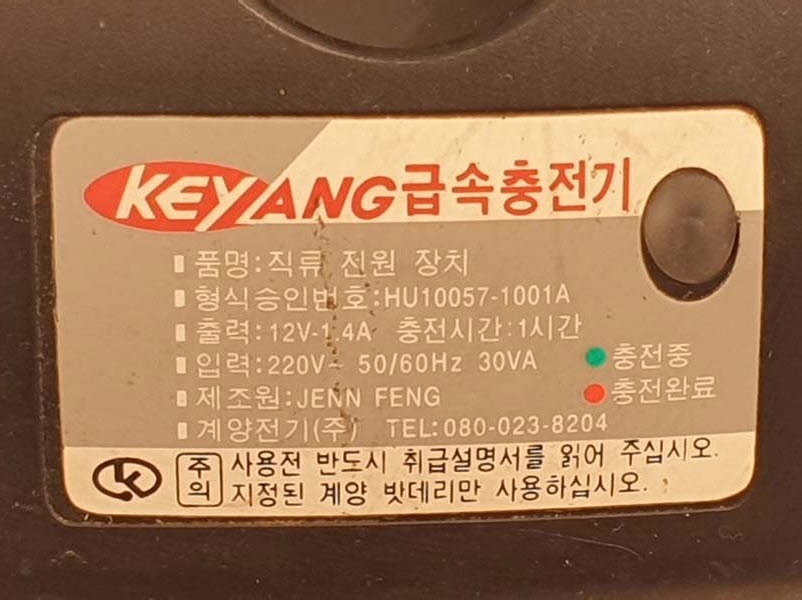 KEYANG급속충전기
품명:직류 전원 장치
형식승인번호:HU10057-1001A
출력:12V-1.4A 충전시간:1시간
입력:220V~ 50/60Hz 30VA
충전중
제조원:JENN FENG
충전완료
계양전기(주) TEL:080-023-8204
주의
사용전 반도시 취급설명서를 읽어 주십시오.
지정된 계양 밧데리만 사용하십시오.